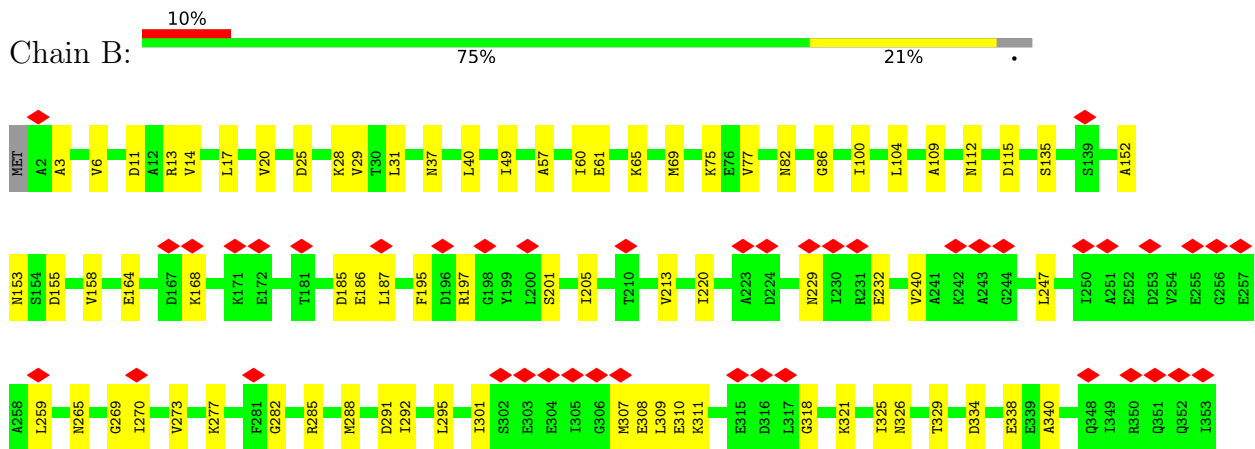 10%
Chain B:
75% 21% •
MET A2 A3 V6 D11 A12 R13 V14 L17 V20 D25 K28 V29 T30 L31 N37 L40 I49 A57 I60 E61 K65 M69 K75 E76 V77 N82 G86 I100 L104 A109 N112 D115 S135 S139 A152
N153 S154 D155 V158 E164 D167 K168 K171 E172 T181 D185 E186 L187 F195 D196 R197 G198 Y199 L200 S201 I205 T210 V213 I220 A223 D224 N229 I230 R231 E232 V240 A241 K242 A243 G244 L247 I250 A251 E252 D253 V254 E255 G256 E257
A258 L259 N265 G269 I270 V273 K277 F281 G282 R285 M288 D291 I292 L295 I301 S302 E303 E304 I305 G306 M307 E308 L309 E310 K311 E315 D316 L317 G318 K321 I325 N326 T329 D334 E338 E339 A340 Q348 I349 R350 Q351 Q352 I353